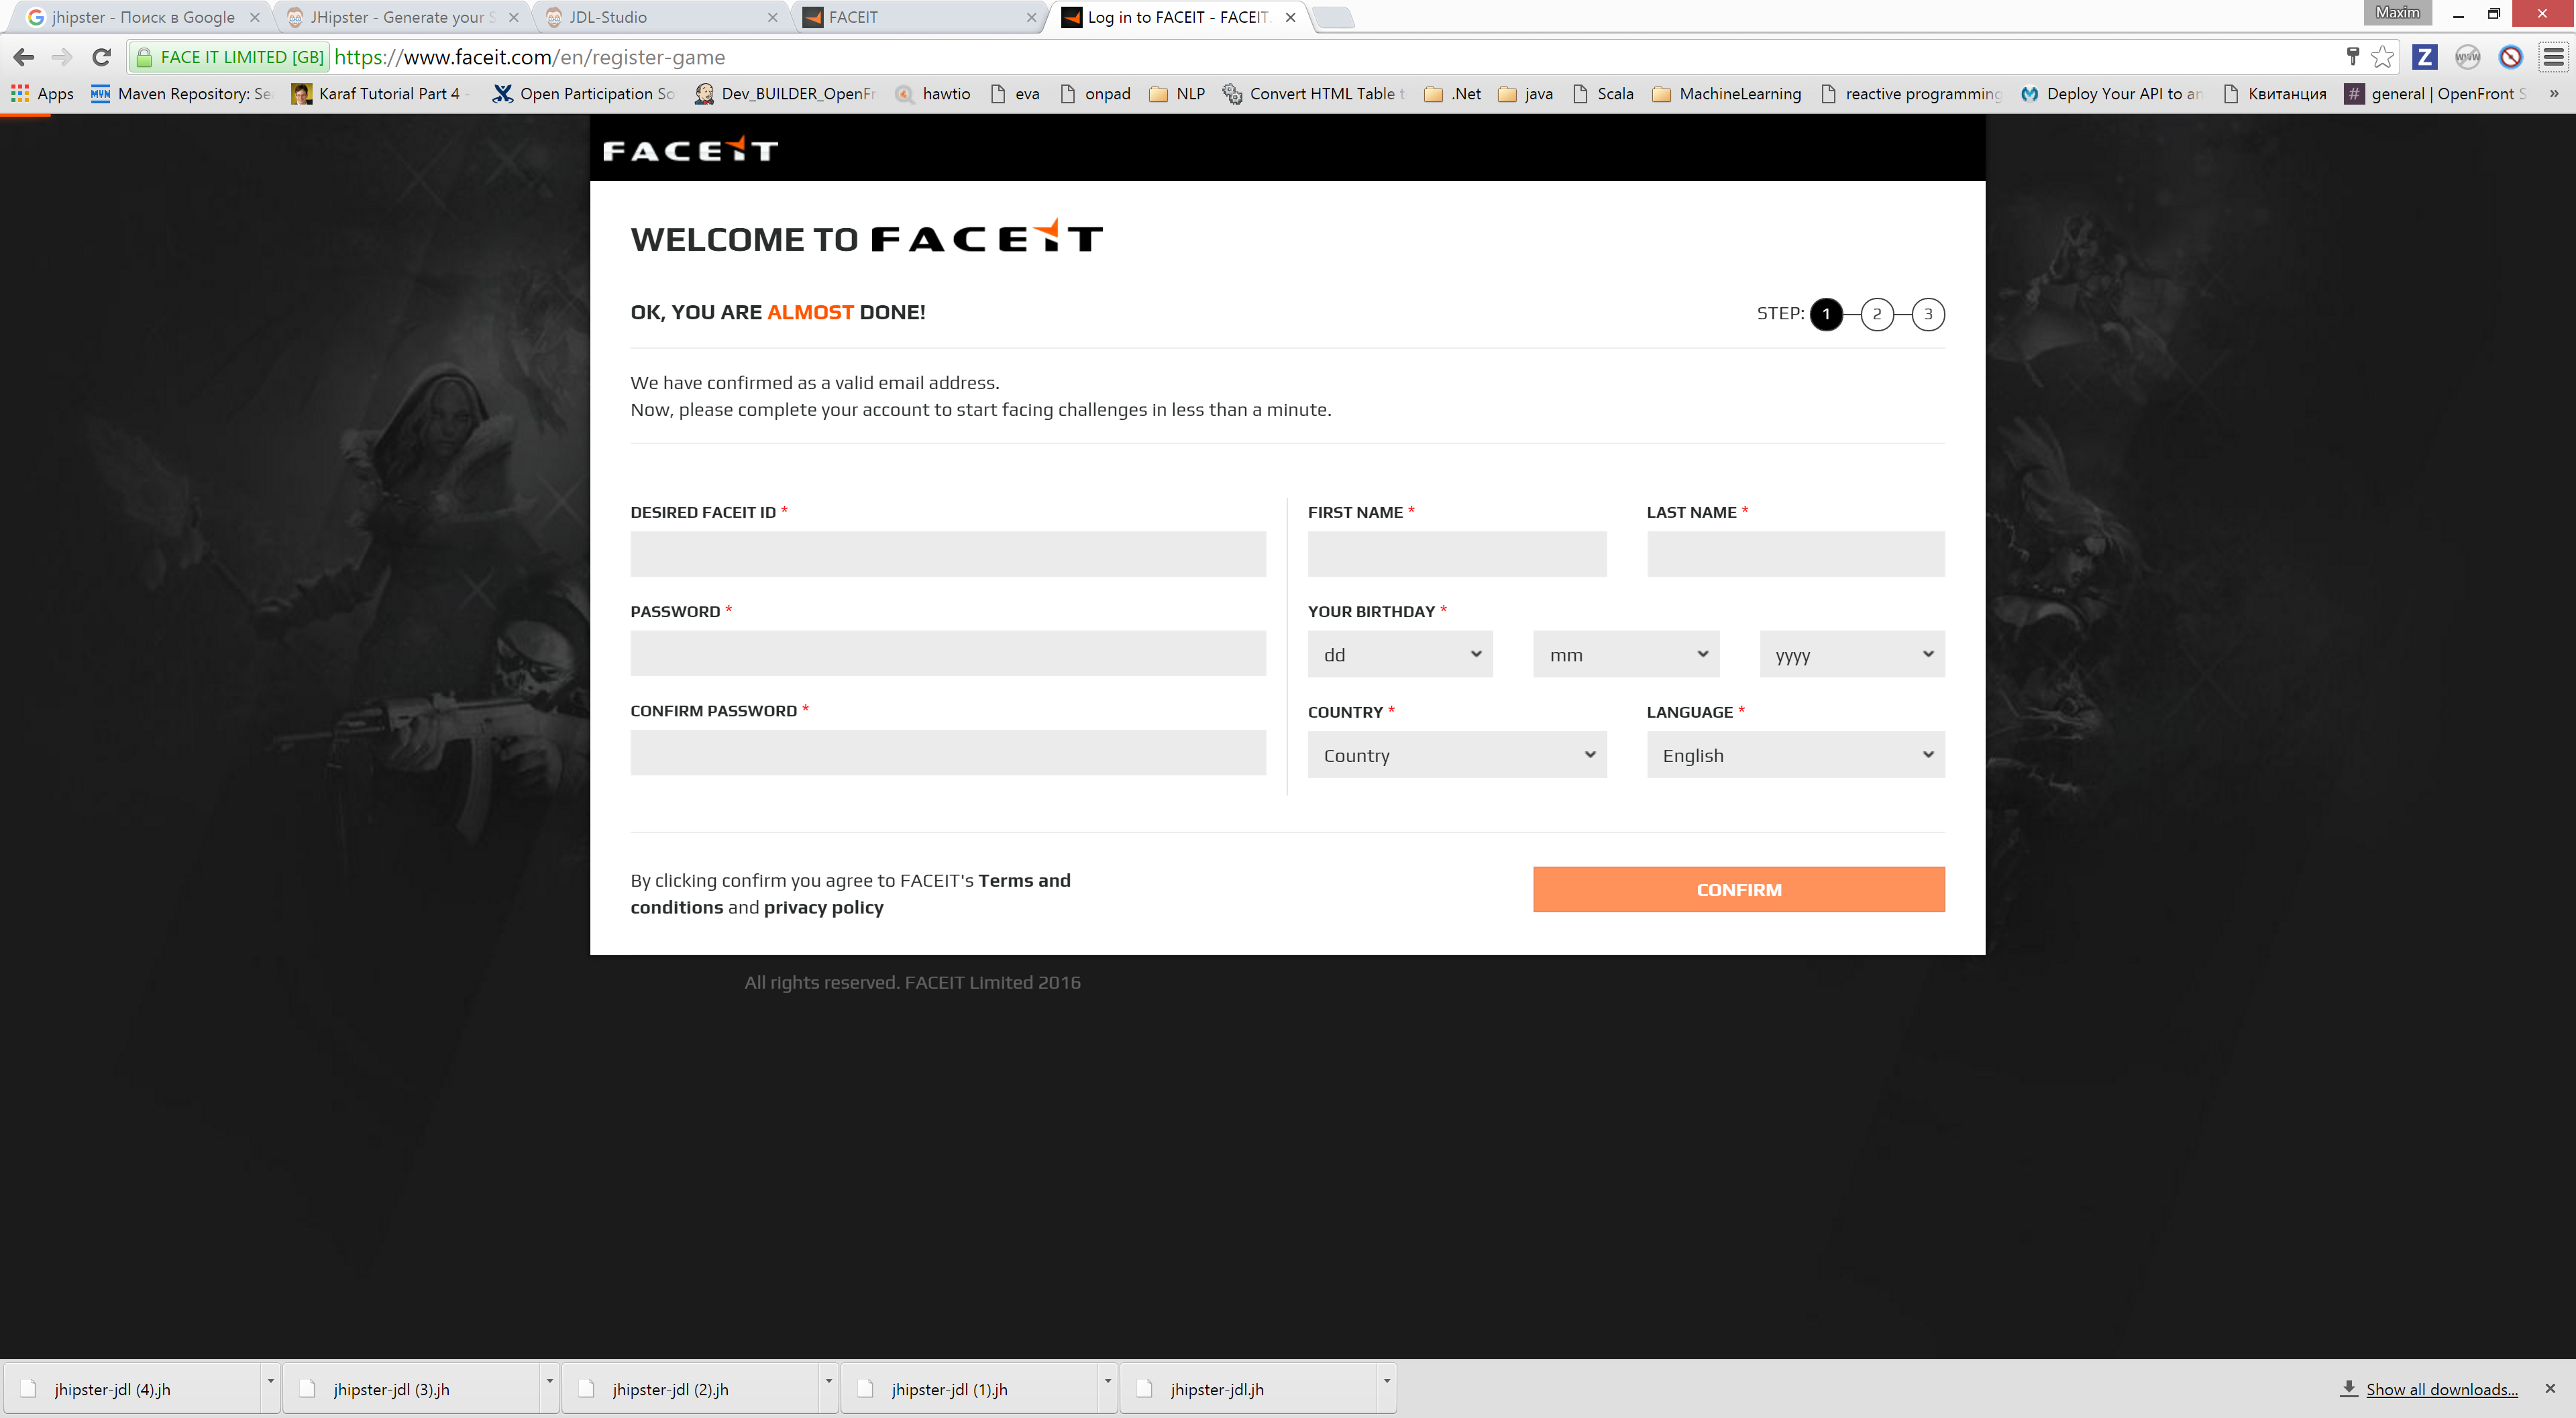 jhipster - Поиск в Google
JHipster - Generate your S
JDL-Studio
FACEIT
Log in to FACEIT - FACEIT.
Maxim
FACE IT LIMITED [GB]
https://www.faceit.com/en/register-game
Apps
Maven Repository: Se
Karaf Tutorial Part 4 -
Open Participation So
Dev_BUILDER_OpenFr
hawtio
eva
onpad
NLP
Convert HTML Table t
.Net
java
Scala
MachineLearning
reactive programming
Deploy Your API to an
Квитанция
general | OpenFront S
»
FACEIT
WELCOME TO FACEIT
OK, YOU ARE ALMOST DONE!
STEP: 1 2 3
We have confirmed as a valid email address.
Now, please complete your account to start facing challenges in less than a minute.
DESIRED FACEIT ID *
FIRST NAME *
LAST NAME *
PASSWORD *
YOUR BIRTHDAY *
dd
mm
yyyy
CONFIRM PASSWORD *
COUNTRY *
LANGUAGE *
Country
English
By clicking confirm you agree to FACEIT's Terms and
conditions and privacy policy
CONFIRM
All rights reserved. FACEIT Limited 2016
jhipster-jdl (4).jh
jhipster-jdl (3).jh
jhipster-jdl (2).jh
jhipster-jdl (1).jh
jhipster-jdl.jh
Show all downloads...